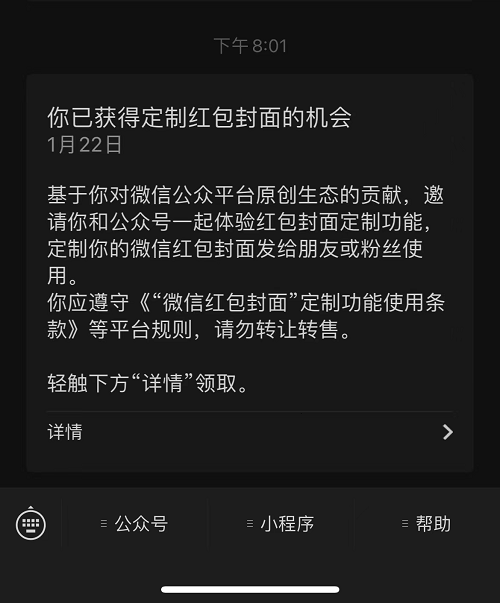 下午 8:01
你已获得定制红包封面的机会
1月22日
基于你对微信公众平台原创生态的贡献，邀
请你和公众号一起体验红包封面定制功能，
定制你的微信红包封面发给朋友或粉丝使
用。
你应遵守《“微信红包封面”定制功能使用条
款》等平台规则，请勿转让转售。
轻触下方“详情”领取。
详情
公众号
小程序
帮助